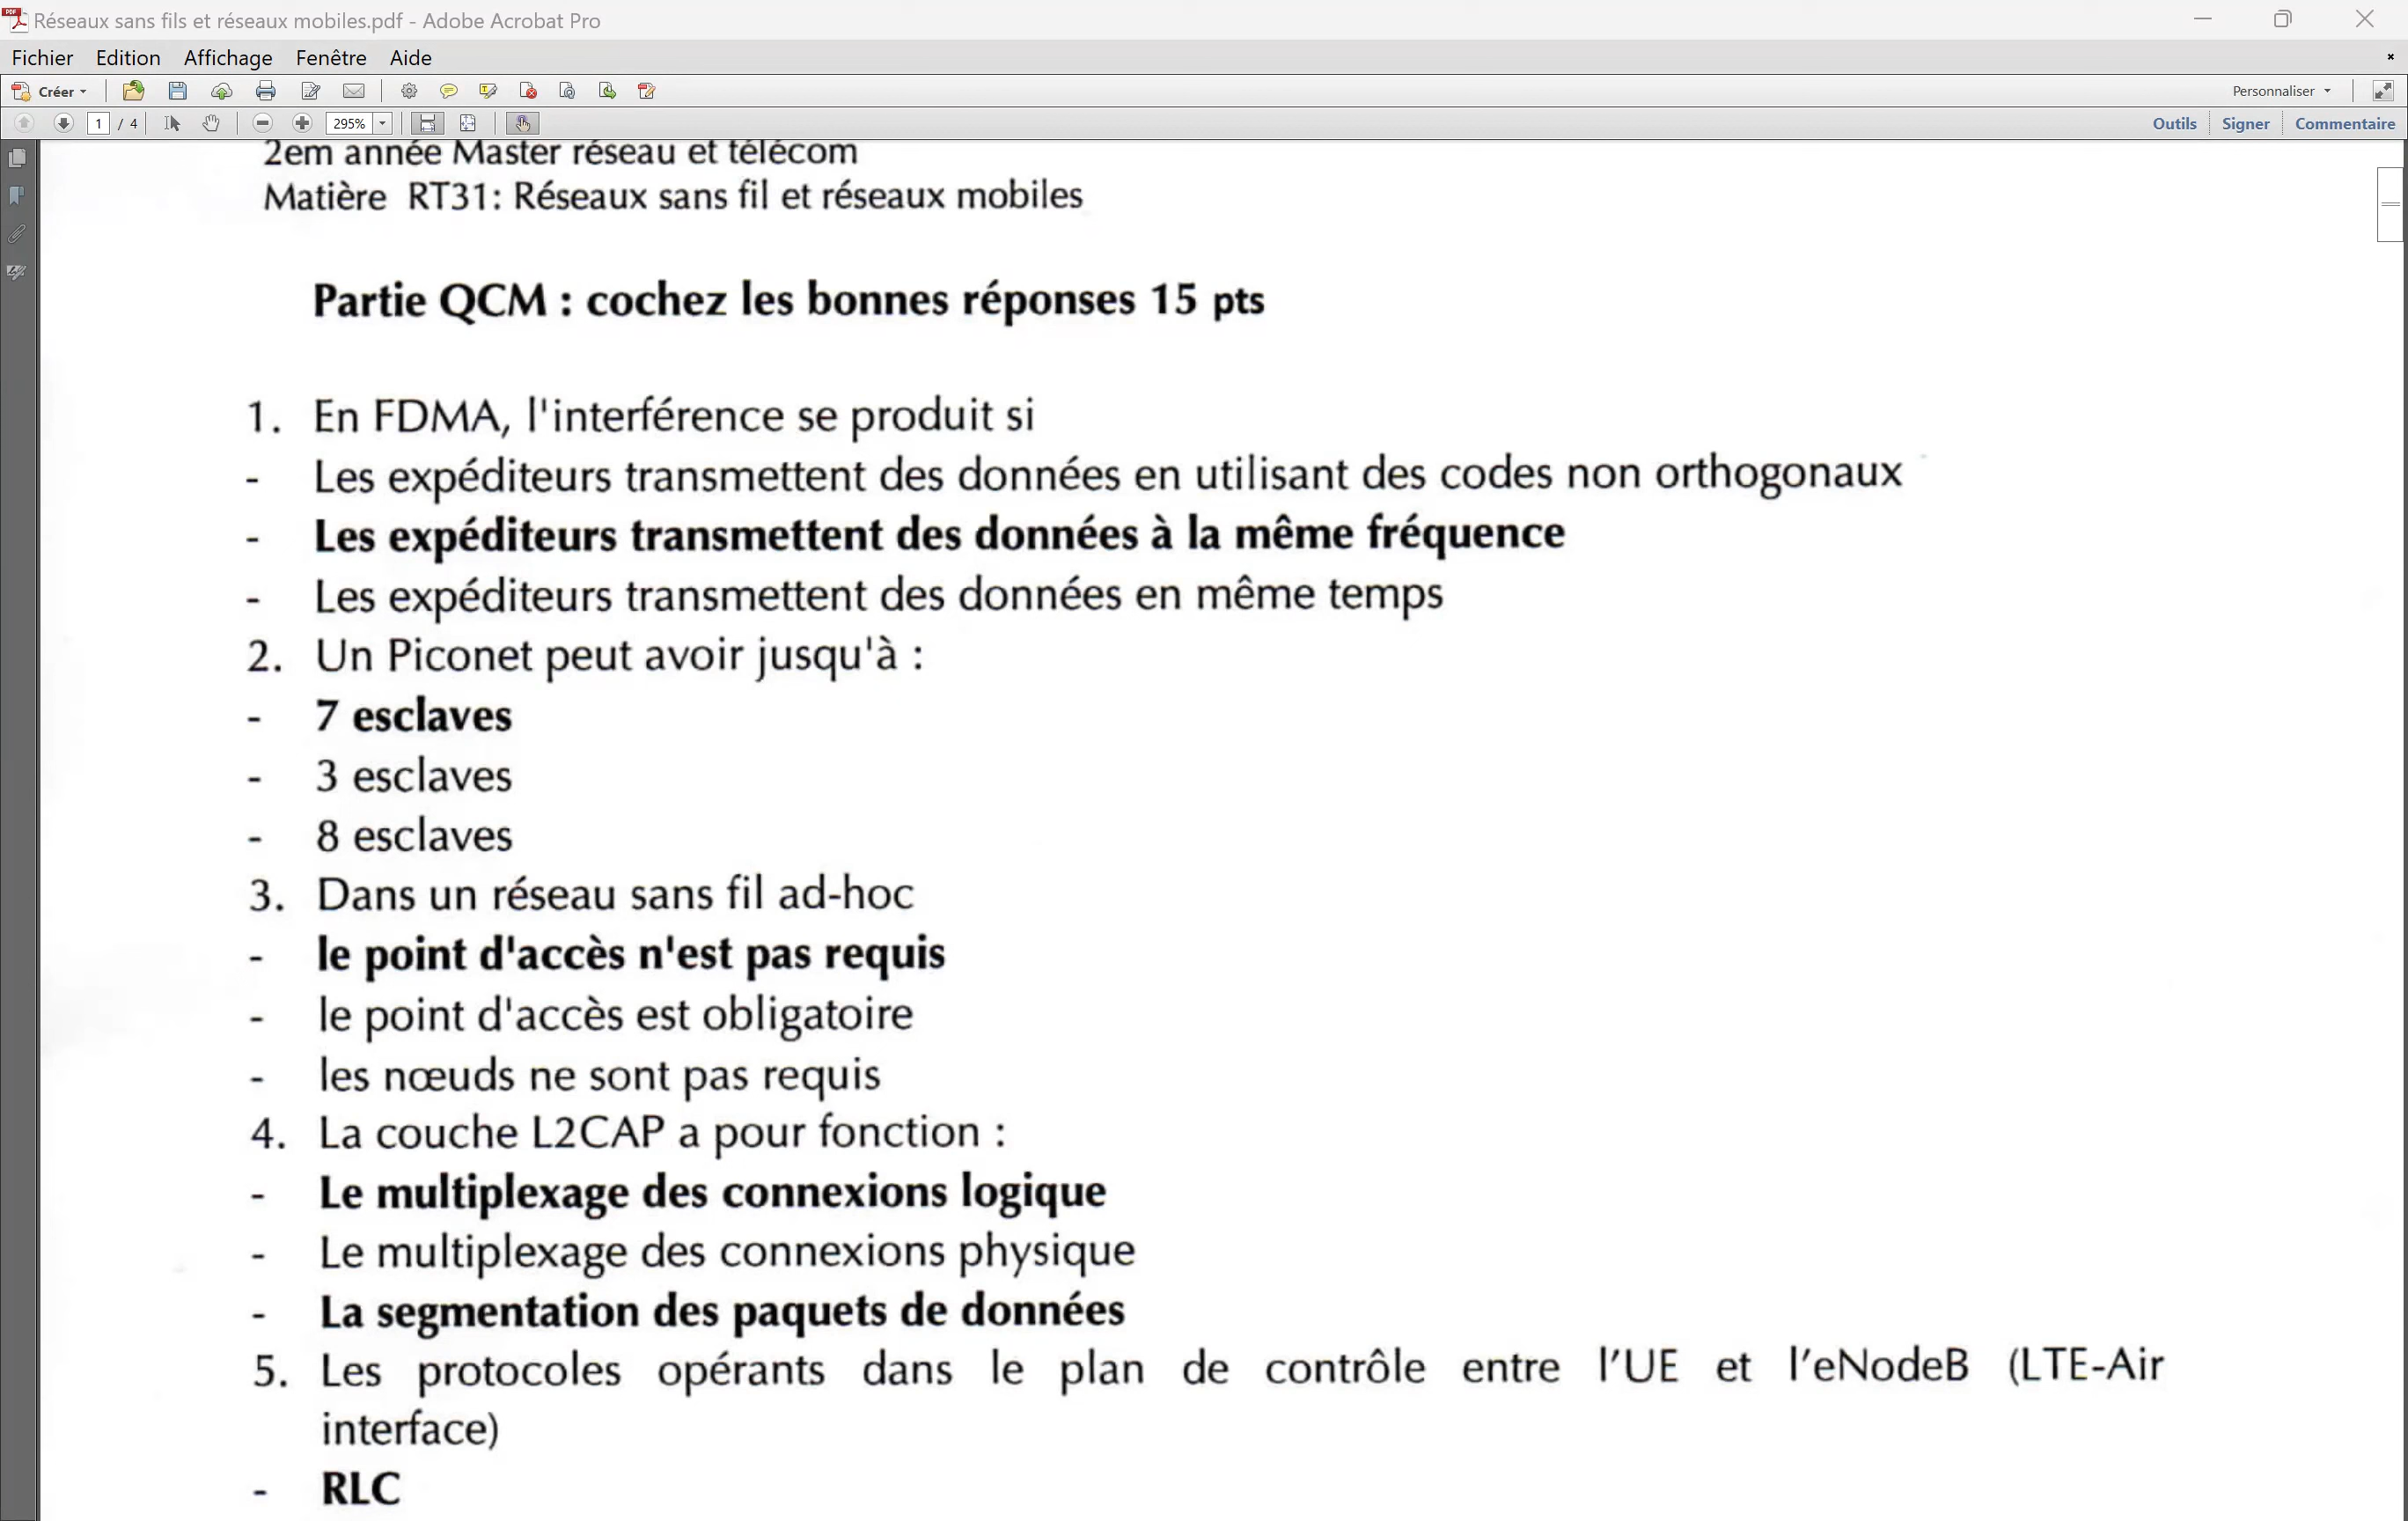 Réseaux sans fils et réseaux mobiles.pdf - Adobe Acrobat Pro
Fichier Edition Affichage Fenêtre Aide
Créer Personnaliser
1 / 4 295% Outils Signer Commentaire
2em année Master réseau et télécom
Matière RT31: Réseaux sans fil et réseaux mobiles
Partie QCM : cochez les bonnes réponses 15 pts
1. En FDMA, l'interférence se produit si
- Les expéditeurs transmettent des données en utilisant des codes non orthogonaux
- Les expéditeurs transmettent des données à la même fréquence
- Les expéditeurs transmettent des données en même temps
2. Un Piconet peut avoir jusqu'à :
- 7 esclaves
- 3 esclaves
- 8 esclaves
3. Dans un réseau sans fil ad-hoc
- le point d'accès n'est pas requis
- le point d'accès est obligatoire
- les nœuds ne sont pas requis
4. La couche L2CAP a pour fonction :
- Le multiplexage des connexions logique
- Le multiplexage des connexions physique
- La segmentation des paquets de données
5. Les protocoles opérants dans le plan de contrôle entre l'UE et l'eNodeB (LTE-Air
interface)
- RLC